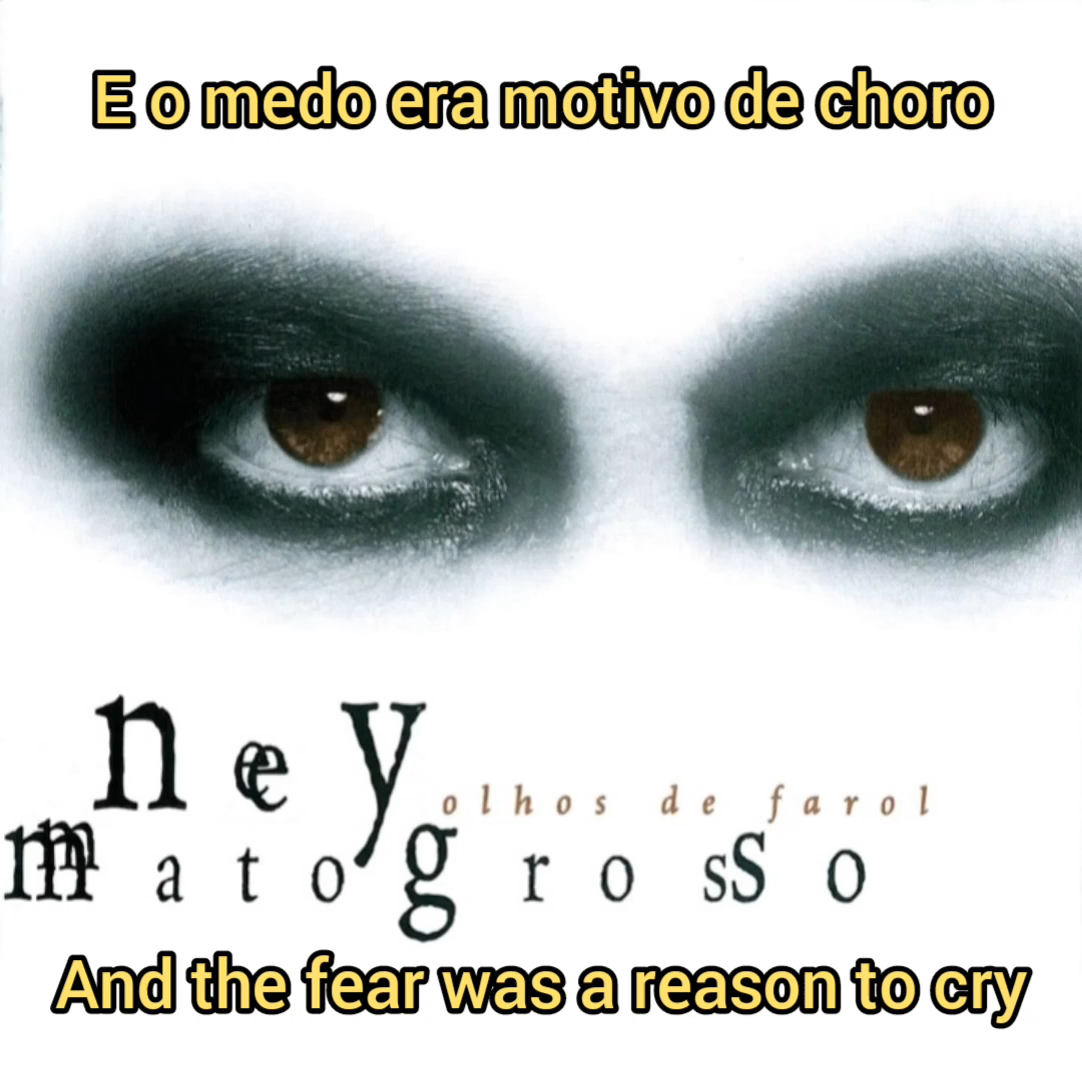 E o medo era motivo de choro
ney
olhos de farol
matogrosso
And the fear was a reason to cry